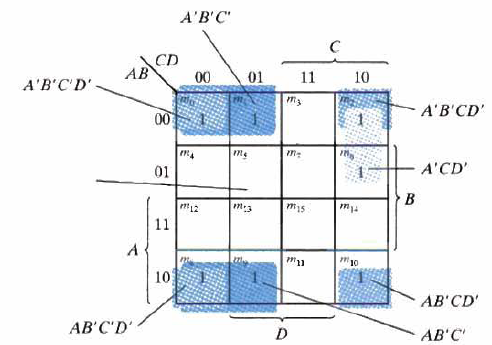 A'B'C'
C
CD
AB
00 01 11 10
A'B'C'D'
m0 m1 m3 m2
00 1 1 1
A'B'CD'
m4 m5 m7 m6
01 1
A'CD'
B
m12 m13 m15 m14
11
A
m8 m9 m11 m10
10 1 1 1
AB'CD'
AB'C'D'
D
AB'C'